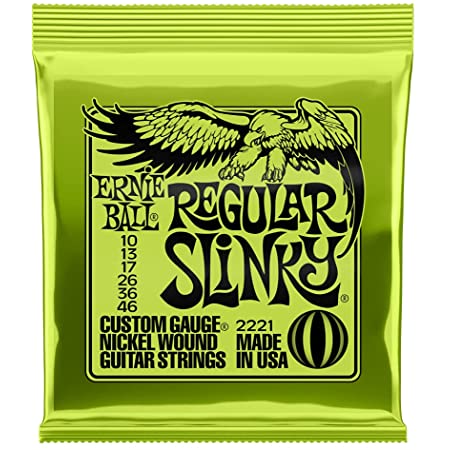 ERNIE
BALL®
REGULAR
SLINKY®
10
13
17
26
36
46
CUSTOM GAUGE®
NICKEL WOUND
GUITAR STRINGS
2221
MADE
IN USA